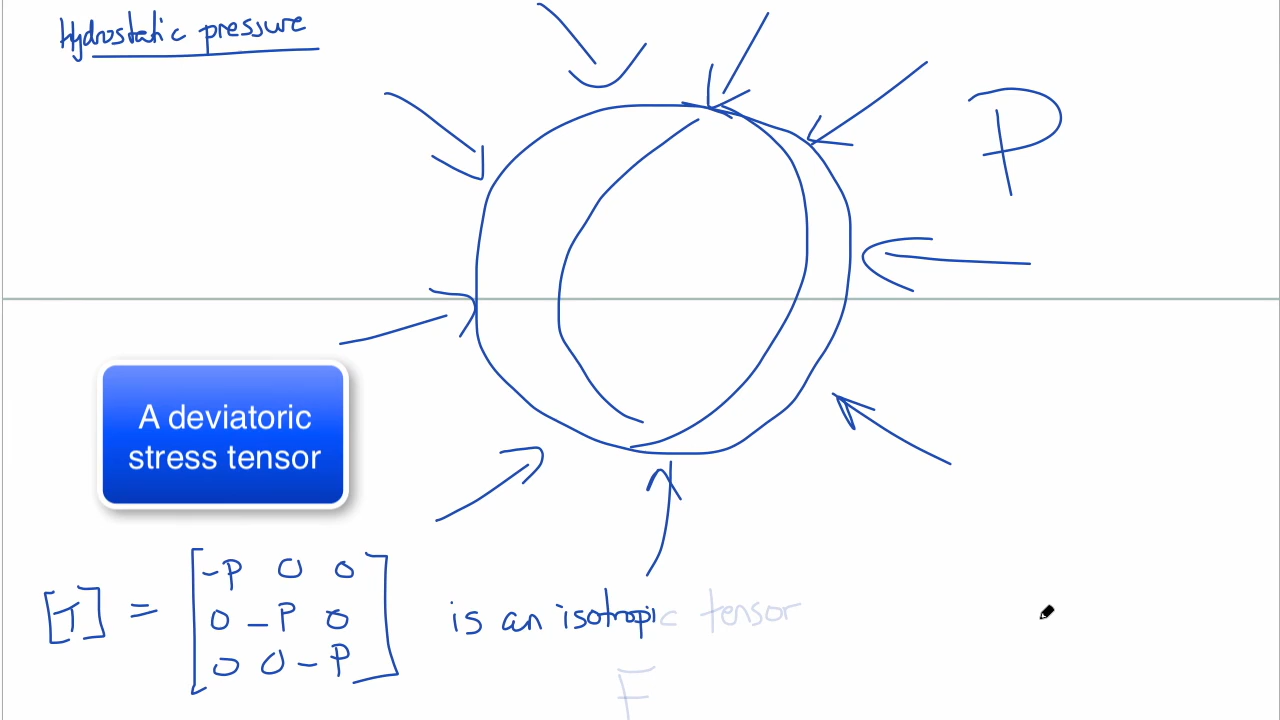 Hydrostatic pressure
P
A deviatoric
stress tensor
[T] = [-P 0 0
0 -P 0
0 0 -P] is an isotropic tensor
F